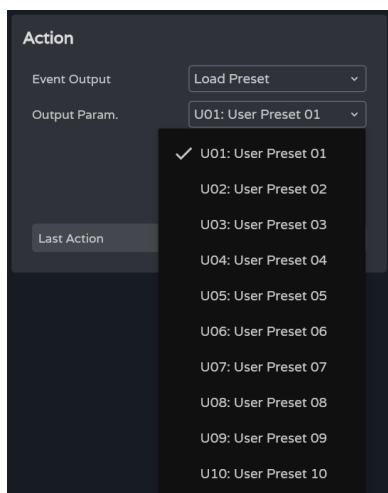 Action
Event Output Load Preset
Output Param. U01: User Preset 01
U01: User Preset 01
U02: User Preset 02
U03: User Preset 03
Last Action
U04: User Preset 04
U05: User Preset 05
U06: User Preset 06
U07: User Preset 07
U08: User Preset 08
U09: User Preset 09
U10: User Preset 10